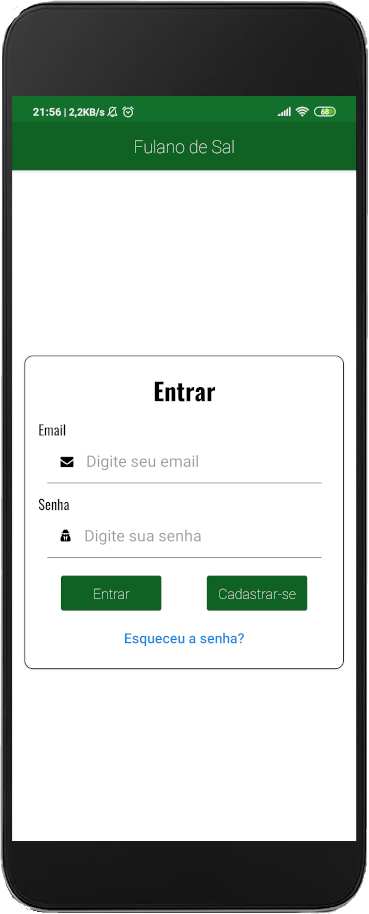 21:56 | 2,2KB/s 68
Fulano de Sal
Entrar
Email
Digite seu email
Senha
Digite sua senha
Entrar Cadastrar-se
Esqueceu a senha?